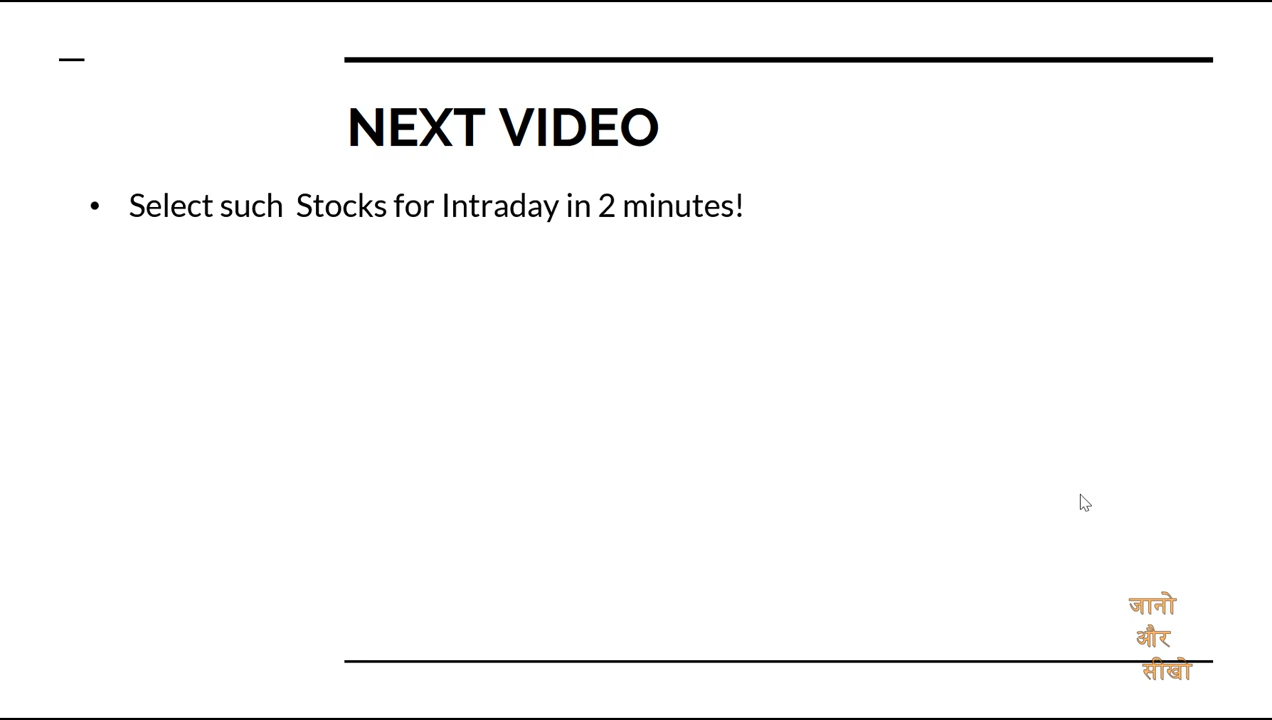 NEXT VIDEO
• Select such  Stocks for Intraday in 2 minutes!
जानो
और
सीखो